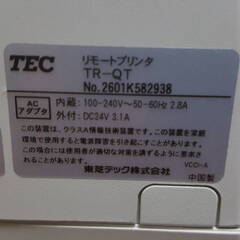 TEC リモートプリンタ
TR-QT
No.2601K582938
AC アダプタ
内蔵：100-240V～50-60Hz 2.8A
外付：DC24V 3.1A
この装置は、クラスA情報技術装置です。この装置を家庭
環境で使用すると電波妨害を引き起こすことがあります。
この場合には使用者が適切な対策を講ずるよう要求される
ことがあります。 VCCI-A
東芝テック株式会社 中国製